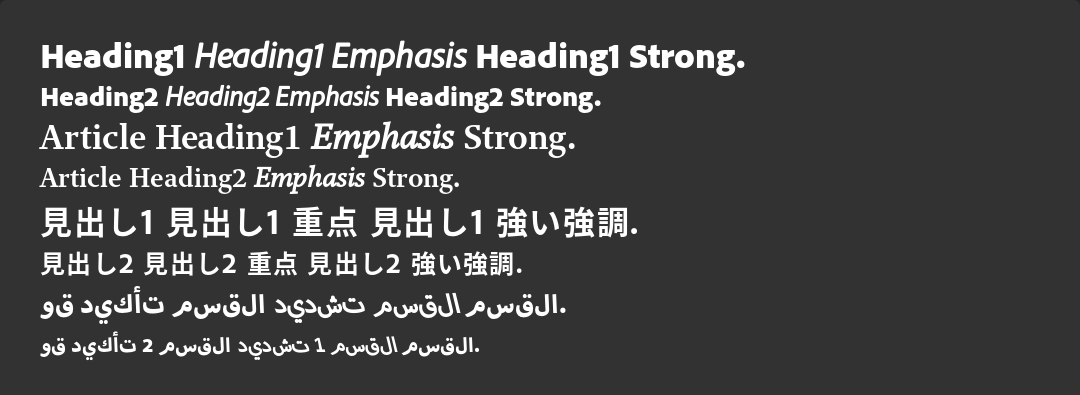 Heading1 Heading1 Emphasis Heading1 Strong.
Heading2 Heading2 Emphasis Heading2 Strong.
Article Heading1 Emphasis Strong.
Article Heading2 Emphasis Strong.
見出し1 見出し1 重点 見出し1 強い強調.
見出し2 見出し2 重点 見出し2 強い強調.
القسم القسم تشديد القسم تأكيد قو.
القسم القسم 1 تشديد القسم 2 تأكيد قو.